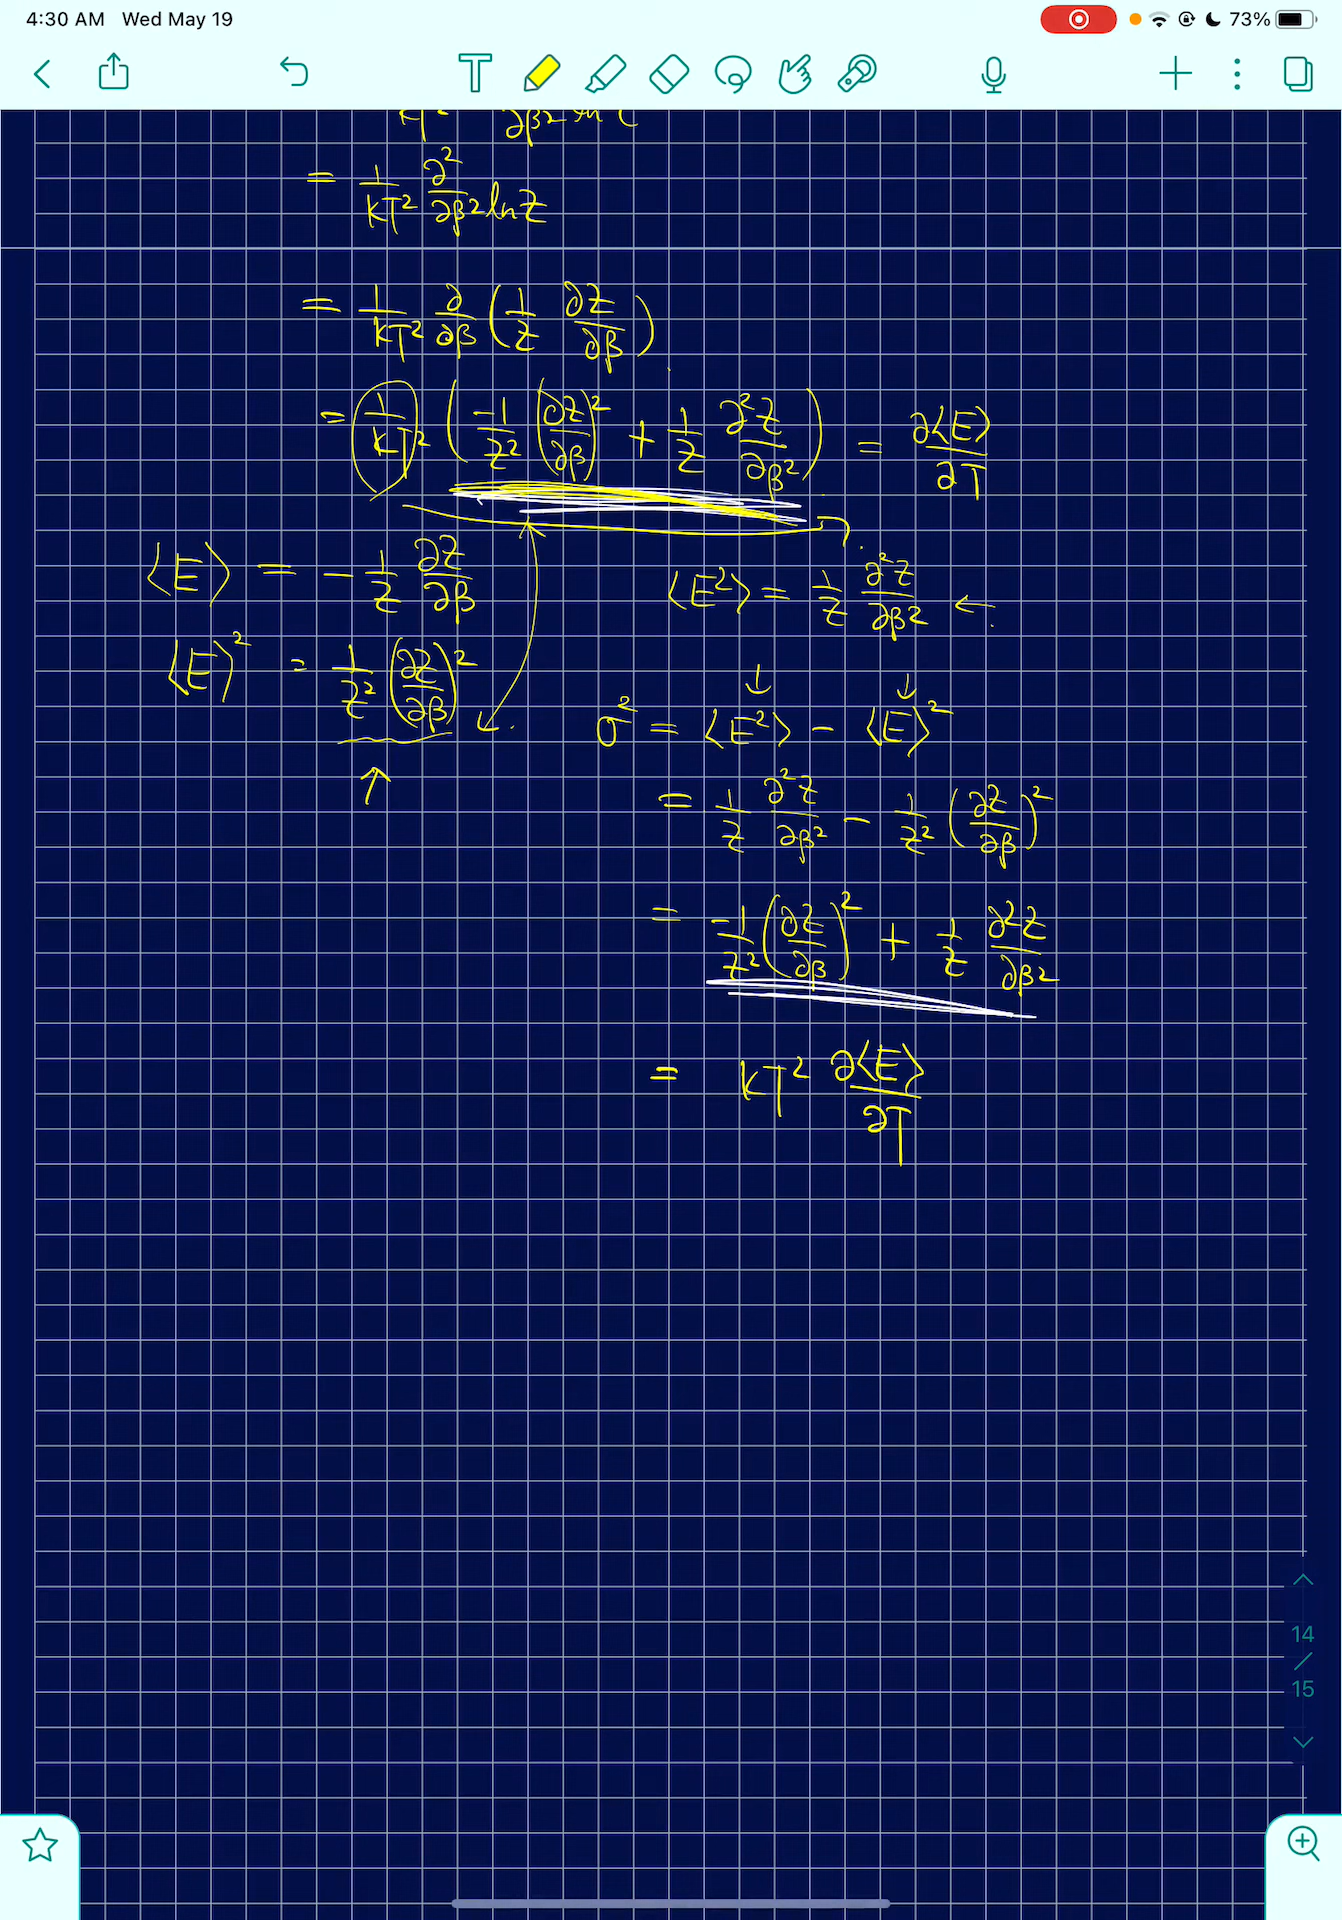 4:30 AM Wed May 19 73%
= 1/KT² ∂²/∂β² ln Z
= 1/KT² ∂/∂β (1/Z ∂Z/∂β)
= 1/KT² (-1/Z² (∂Z/∂β)² + 1/Z ∂²Z/∂β²) = ∂⟨E⟩/∂T
⟨E⟩ = - 1/Z ∂Z/∂β
⟨E²⟩ = 1/Z ∂²Z/∂β² ←
⟨E⟩² = 1/Z² (∂Z/∂β)²
σ² = ⟨E²⟩ - ⟨E⟩²
= 1/Z ∂²Z/∂β² - 1/Z² (∂Z/∂β)²
= -1/Z² (∂Z/∂β)² + 1/Z ∂²Z/∂β²
= KT² ∂⟨E⟩/∂T
14
/
15